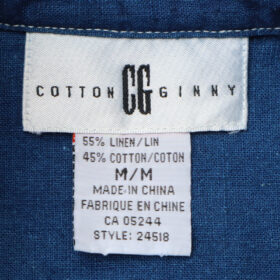 COTTON CG GINNY
55% LINEN/LIN
45% COTTON/COTON
M/M
MADE IN CHINA
FABRIQUE EN CHINE
CA 05244
STYLE: 24518